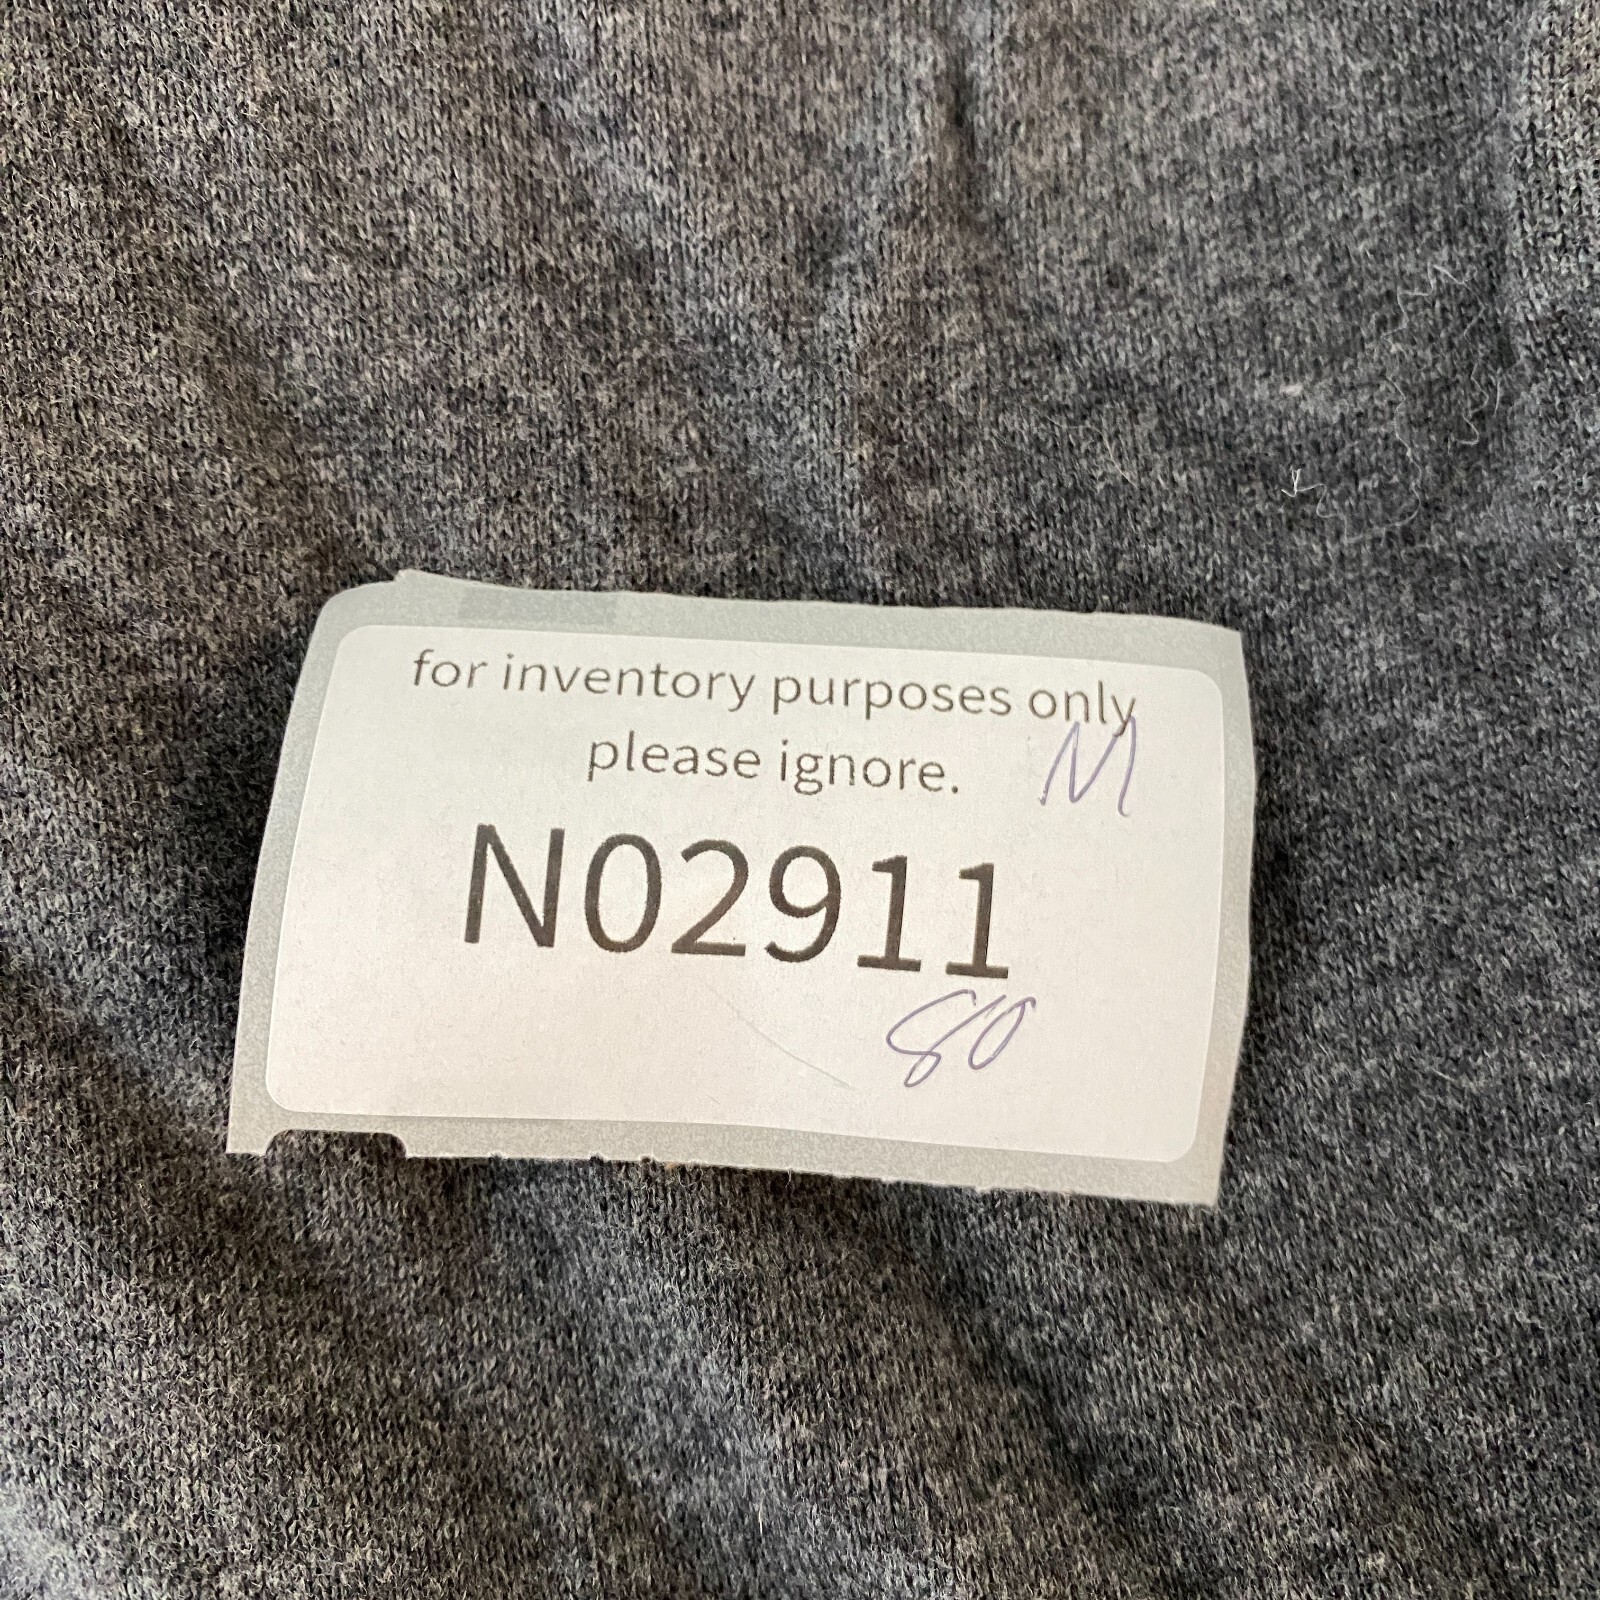 for inventory purposes only
please ignore.
M
N02911
80